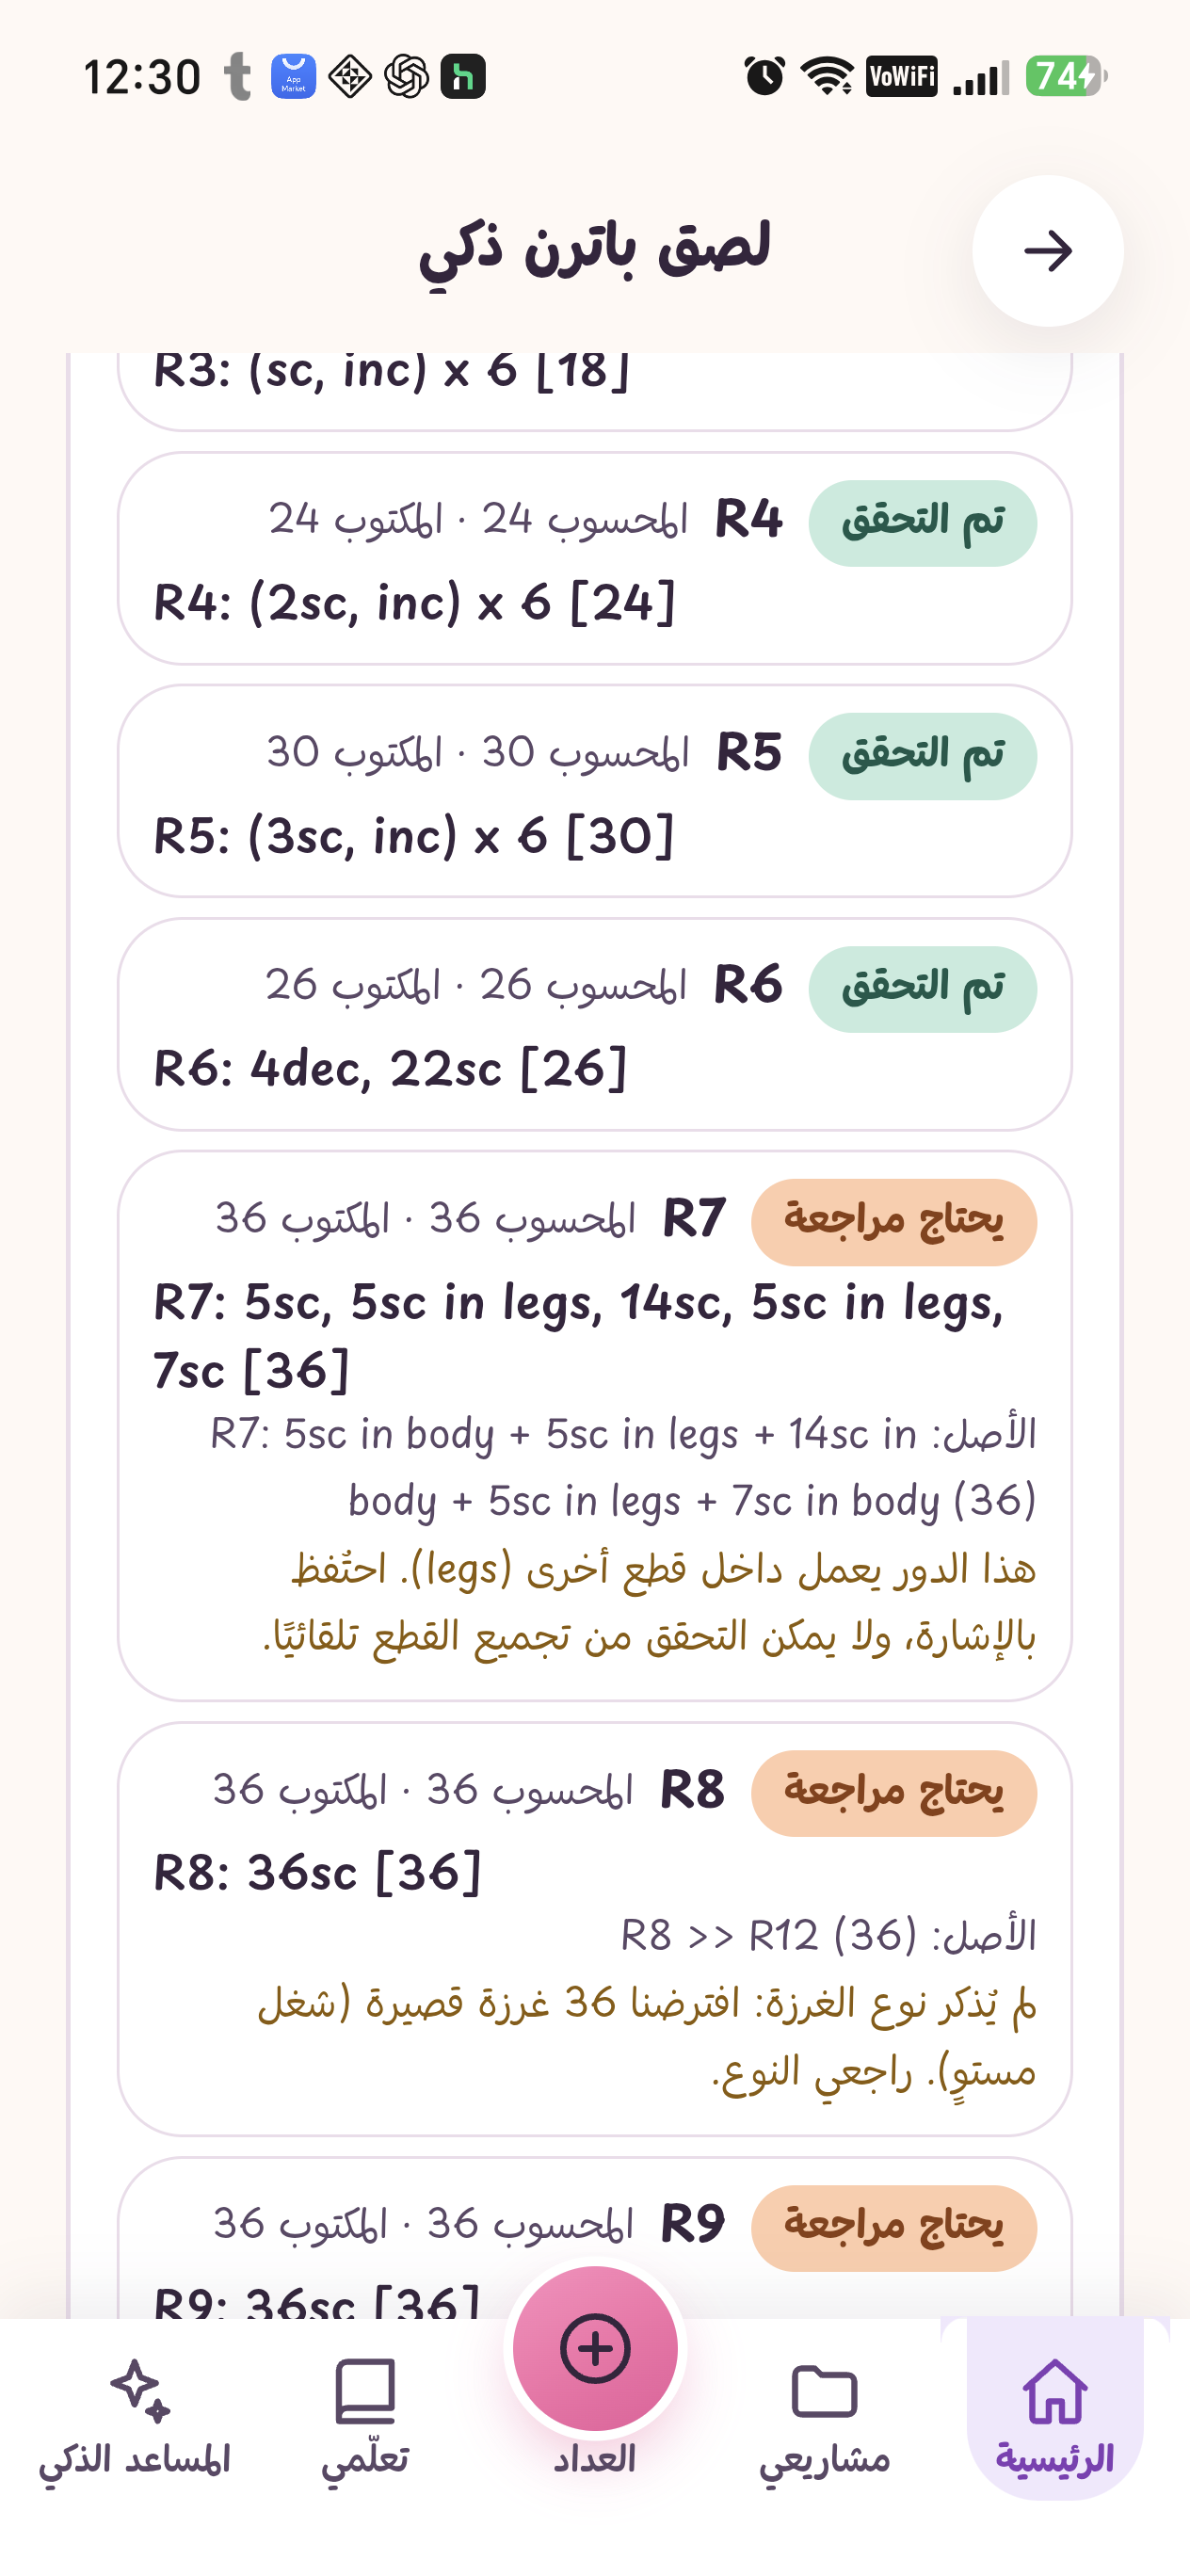 12:30
App Market
VoWiFi
74
لصق باترن ذكي
R3: (sc, inc) x 6 [18]
تم التحقق R4 المحسوب 24 · المكتوب 24
R4: (2sc, inc) x 6 [24]
تم التحقق R5 المحسوب 30 · المكتوب 30
R5: (3sc, inc) x 6 [30]
تم التحقق R6 المحسوب 26 · المكتوب 26
R6: 4dec, 22sc [26]
يحتاج مراجعة R7 المحسوب 36 · المكتوب 36
R7: 5sc, 5sc in legs, 14sc, 5sc in legs,
7sc [36]
الأصل: R7: 5sc in body + 5sc in legs + 14sc in
body + 5sc in legs + 7sc in body (36)
هذا الدور يعمل داخل قطع أخرى (legs). احتُفظ
بالإشارة، ولا يمكن التحقق من تجميع القطع تلقائيًا.
يحتاج مراجعة R8 المحسوب 36 · المكتوب 36
R8: 36sc [36]
الأصل: R8 >> R12 (36)
لم يُذكر نوع الغرزة: افترضنا 36 غرزة قصيرة (شغل
مستوٍ). راجعي النوع.
يحتاج مراجعة R9 المحسوب 36 · المكتوب 36
R9: 36sc [36]
الرئيسية
مشاريعي
العداد
تعلّمي
المساعد الذكي